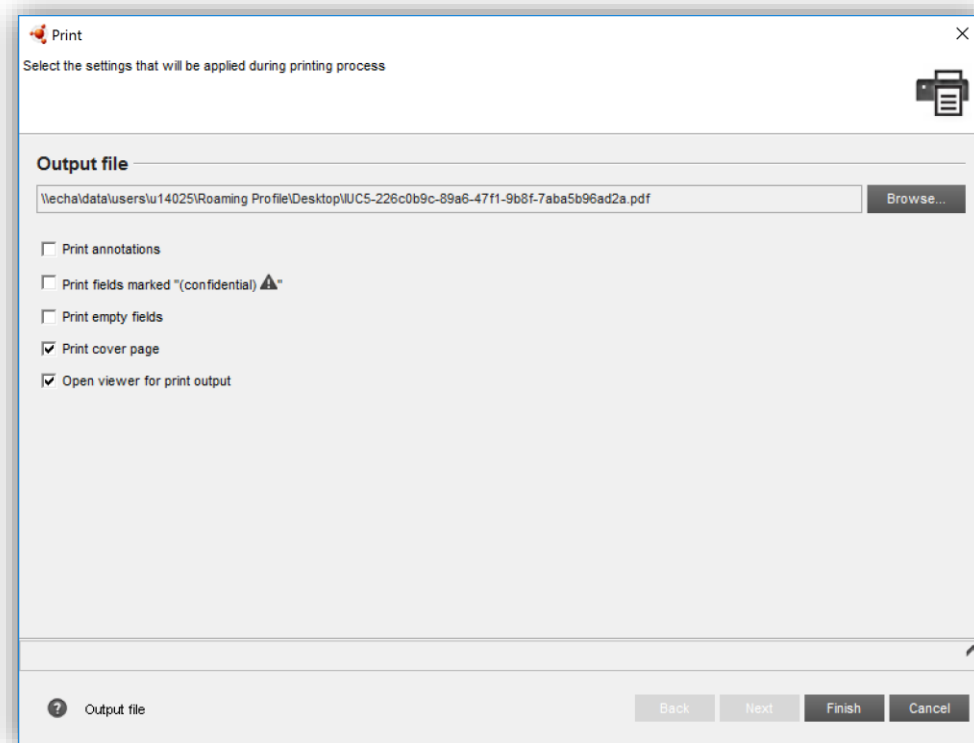 Print
Select the settings that will be applied during printing process
Output file
\\echa\data\users\u14025\Roaming Profile\Desktop\IUC5-226c0b9c-89a6-47f1-9b8f-7aba5b96ad2a.pdf
Browse...
Print annotations
Print fields marked "(confidential) "
Print empty fields
Print cover page
Open viewer for print output
Output file
Back
Next
Finish
Cancel